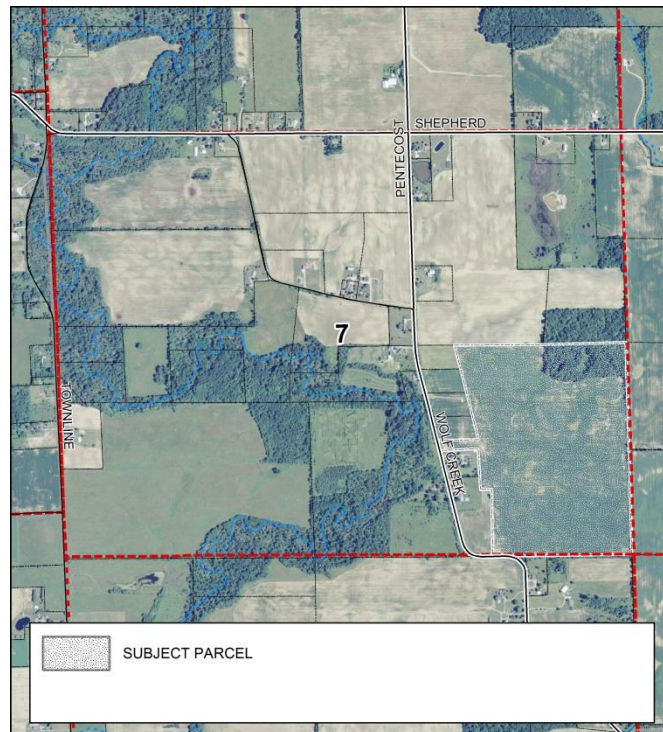 SHEPHERD
PENTECOST
7
TOWNLINE
WOLF CREEK
SUBJECT PARCEL